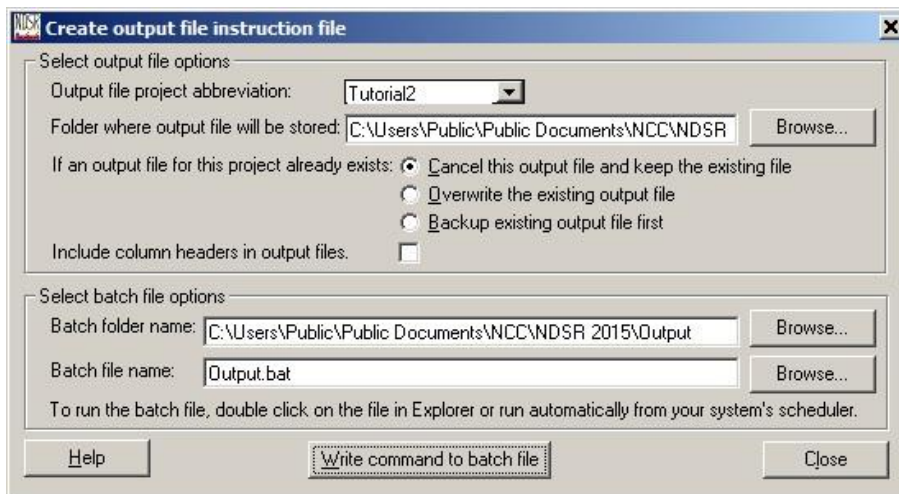 NDSR Create output file instruction file
Select output file options
Output file project abbreviation: Tutorial2
Folder where output file will be stored: C:\Users\Public\Public Documents\NCC\NDSR Browse...
If an output file for this project already exists: Cancel this output file and keep the existing file
Overwrite the existing output file
Backup existing output file first
Include column headers in output files.
Select batch file options
Batch folder name: C:\Users\Public\Public Documents\NCC\NDSR 2015\Output Browse...
Batch file name: Output.bat Browse...
To run the batch file, double click on the file in Explorer or run automatically from your system's scheduler.
Help Write command to batch file Close